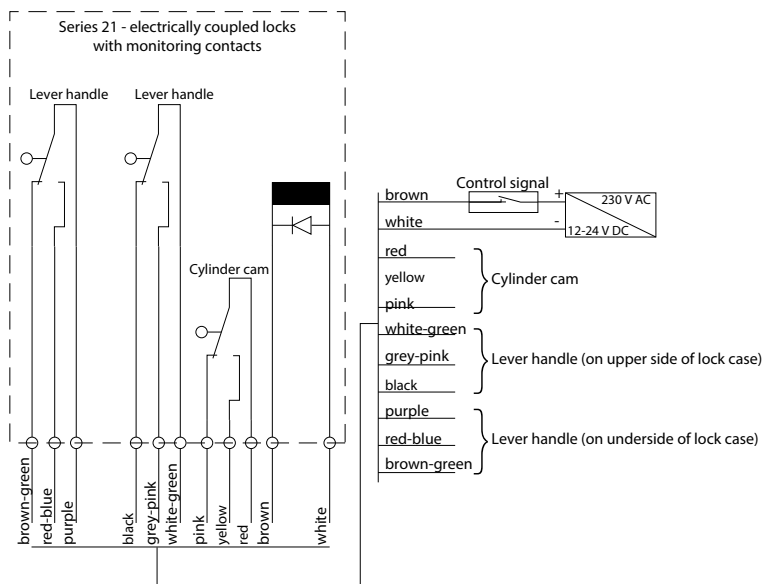 Series 21 - electrically coupled locks
with monitoring contacts
Lever handle
Lever handle
Cylinder cam
brown-green
red-blue
purple
black
grey-pink
white-green
pink
yellow
red
brown
white
brown
Control signal
+
230 V AC
white
-
12-24 V DC
red
yellow
Cylinder cam
pink
white-green
grey-pink
Lever handle (on upper side of lock case)
black
purple
red-blue
Lever handle (on underside of lock case)
brown-green